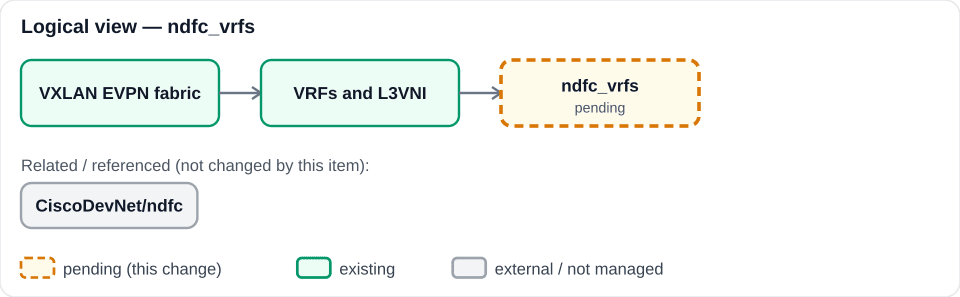 Logical view — ndfc_vrfs
VXLAN EVPN fabric
VRFs and L3VNI
ndfc_vrfs
pending
Related / referenced (not changed by this item):
CiscoDevNet/ndfc
pending (this change)
existing
external / not managed